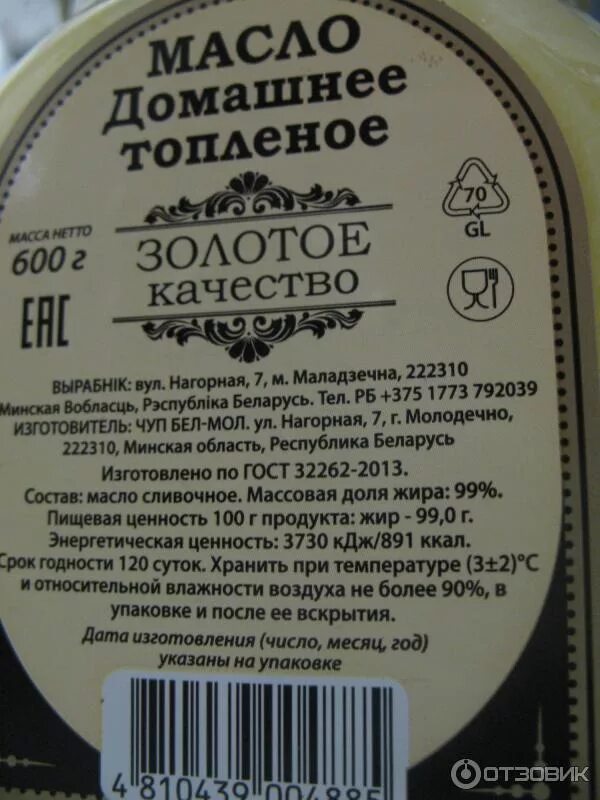 МАСЛО
Домашнее
топленое
МАССА НЕТТО
600 г
ЗОЛОТОЕ
качество
70
GL
EAC
ВЫРАБНІК: вул. Нагорная, 7, м. Маладзечна, 222310
Минская Вобласць, Рэспубліка Беларусь. Тел. РБ +375 1773 792039
ИЗГОТОВИТЕЛЬ: ЧУП БЕЛ-МОЛ. ул. Нагорная, 7, г. Молодечно,
222310, Минская область, Республика Беларусь
Изготовлено по ГОСТ 32262-2013.
Состав: масло сливочное. Массовая доля жира: 99%.
Пищевая ценность 100 г продукта: жир - 99,0 г.
Энергетическая ценность: 3730 кДж/891 ккал.
Срок годности 120 суток. Хранить при температуре (3±2)°С
и относительной влажности воздуха не более 90%, в
упаковке и после ее вскрытия.
Дата изготовления (число, месяц, год)
указаны на упаковке
4 810439 004885
ОТЗОВИК